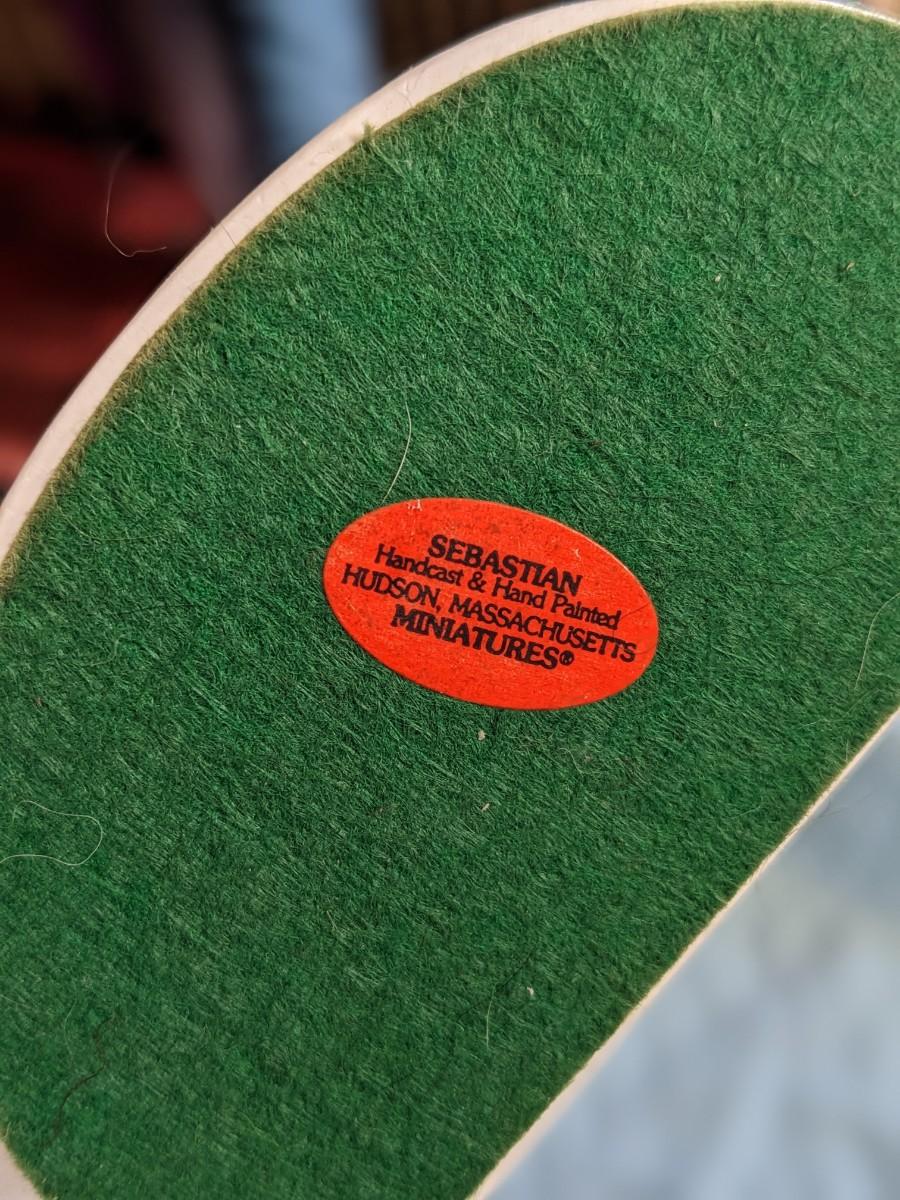 SEBASTIAN
Handcast & Hand Painted
HUDSON, MASSACHUSETTS
MINIATURES®